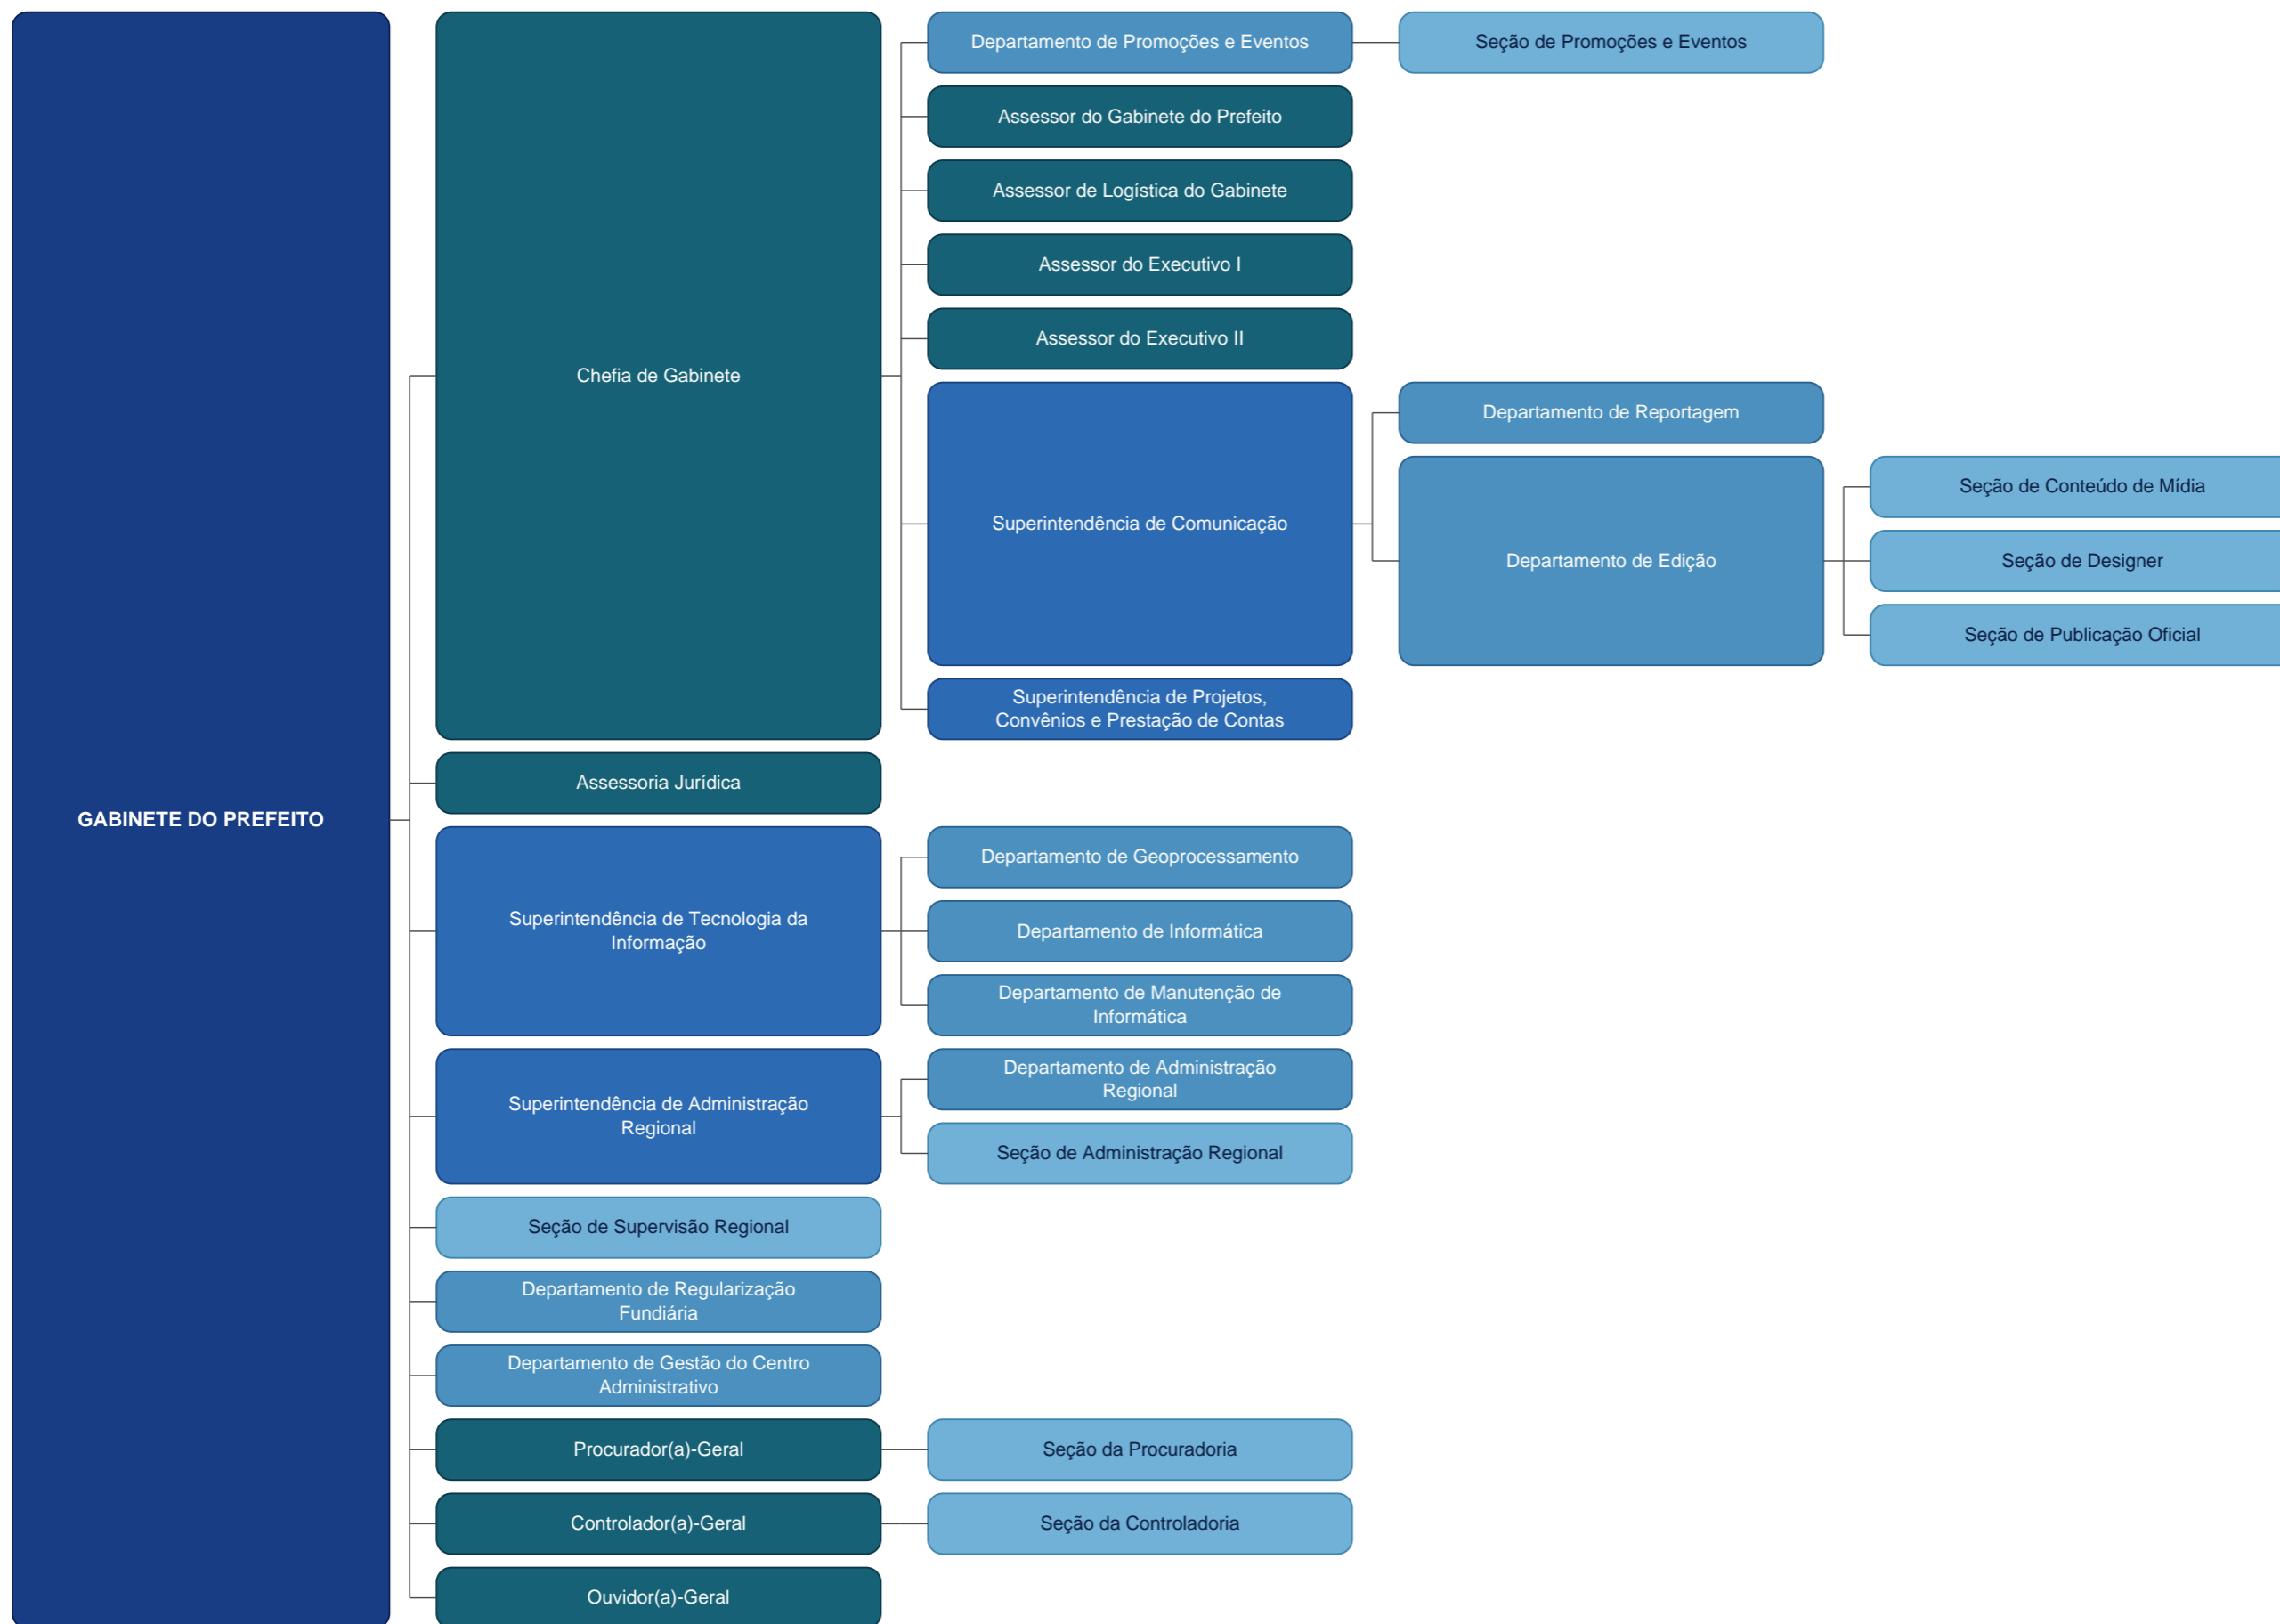 GABINETE DO PREFEITO
Chefia de Gabinete
Departamento de Promoções e Eventos
Seção de Promoções e Eventos
Assessor do Gabinete do Prefeito
Assessor de Logística do Gabinete
Assessor do Executivo I
Assessor do Executivo II
Superintendência de Comunicação
Departamento de Reportagem
Departamento de Edição
Seção de Conteúdo de Mídia
Seção de Designer
Seção de Publicação Oficial
Superintendência de Projetos,
Convênios e Prestação de Contas
Assessoria Jurídica
Superintendência de Tecnologia da
Informação
Departamento de Geoprocessamento
Departamento de Informática
Departamento de Manutenção de
Informática
Superintendência de Administração
Regional
Departamento de Administração
Regional
Seção de Administração Regional
Seção de Supervisão Regional
Departamento de Regularização
Fundiária
Departamento de Gestão do Centro
Administrativo
Procurador(a)-Geral
Seção da Procuradoria
Controlador(a)-Geral
Seção da Controladoria
Ouvidor(a)-Geral